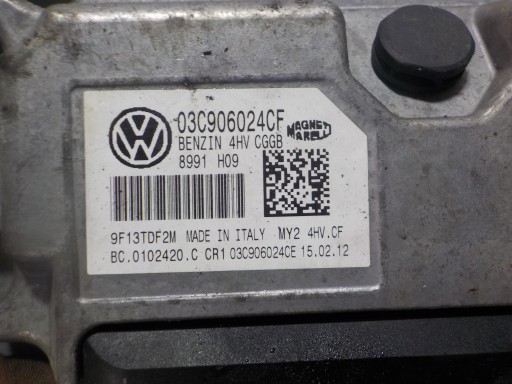 03C906024CF
BENZIN 4HV CGGB
MAGNETI MARELLI
8991 H09
9F13TDF2M MADE IN ITALY MY2 4HV.CF
BC.0102420.C CR1 03C906024CE 15.02.12